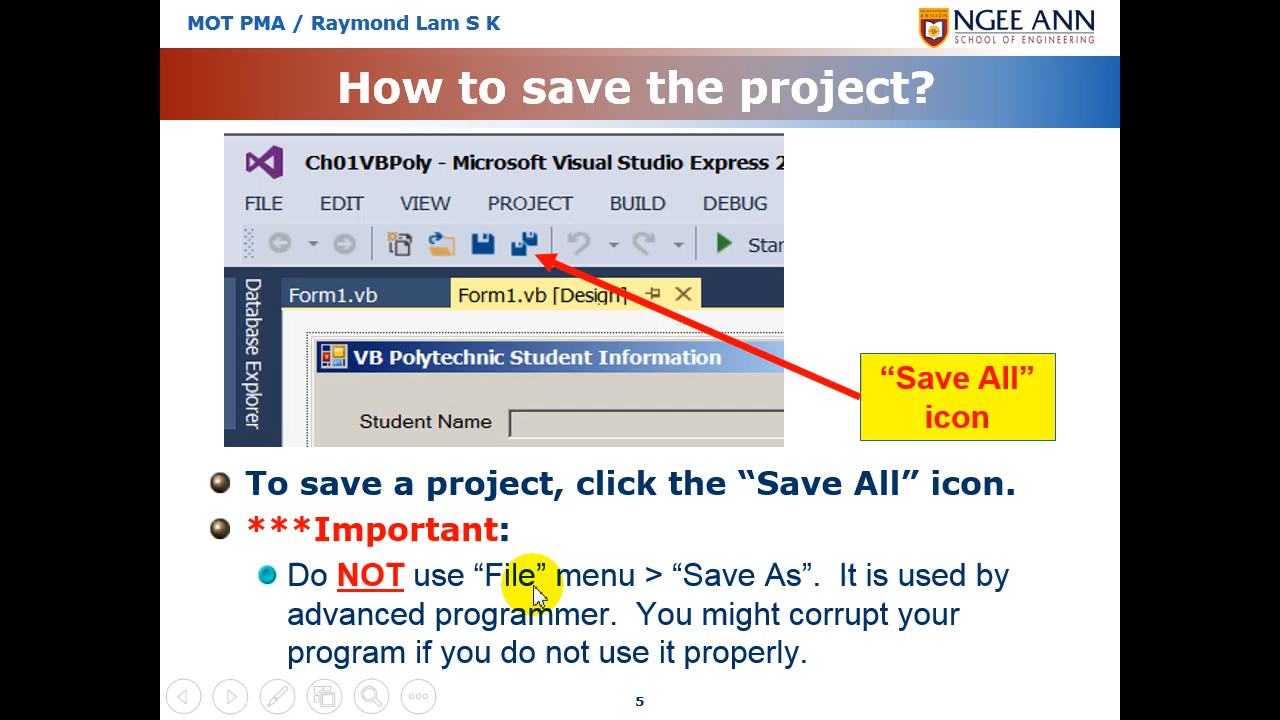 MOT PMA / Raymond Lam S K
NGEE ANN
SCHOOL OF ENGINEERING
How to save the project?
Ch01VBPoly - Microsoft Visual Studio Express 2
FILE EDIT VIEW PROJECT BUILD DEBUG
Star
Database Explorer
Form1.vb
Form1.vb [Design]
VB Polytechnic Student Information
Student Name
“Save All”
icon
To save a project, click the “Save All” icon.
***Important:
Do NOT use “File” menu > “Save As”. It is used by
advanced programmer. You might corrupt your
program if you do not use it properly.
5